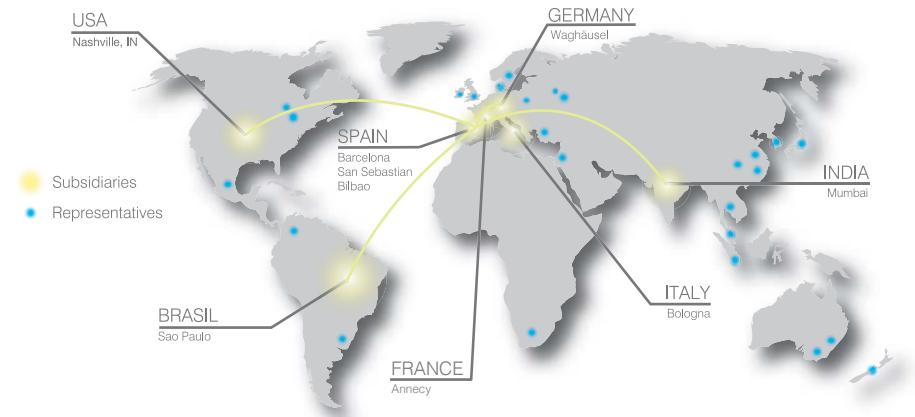 USA
Nashville, IN
GERMANY
Waghäusel
SPAIN
Barcelona
San Sebastian
Bilbao
Subsidiaries
Representatives
INDIA
Mumbai
ITALY
Bologna
BRASIL
Sao Paulo
FRANCE
Annecy